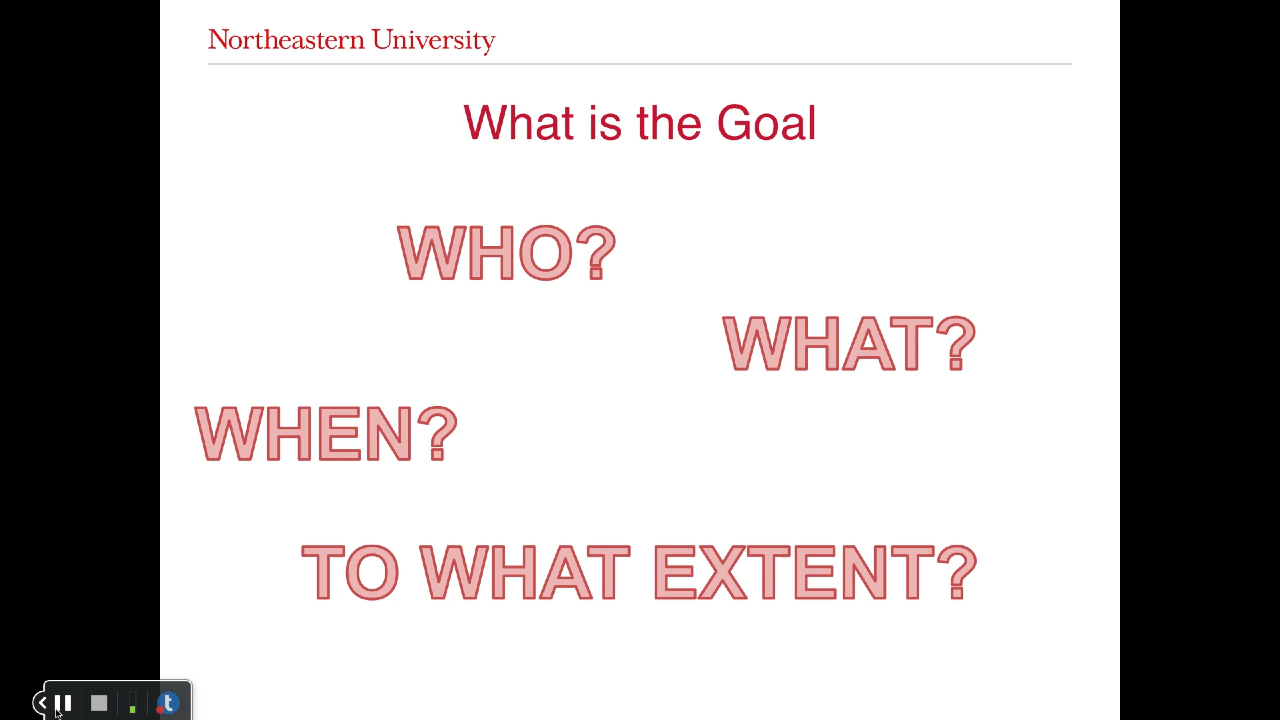 Northeastern University
What is the Goal
WHO?
WHAT?
WHEN?
TO WHAT EXTENT?
t